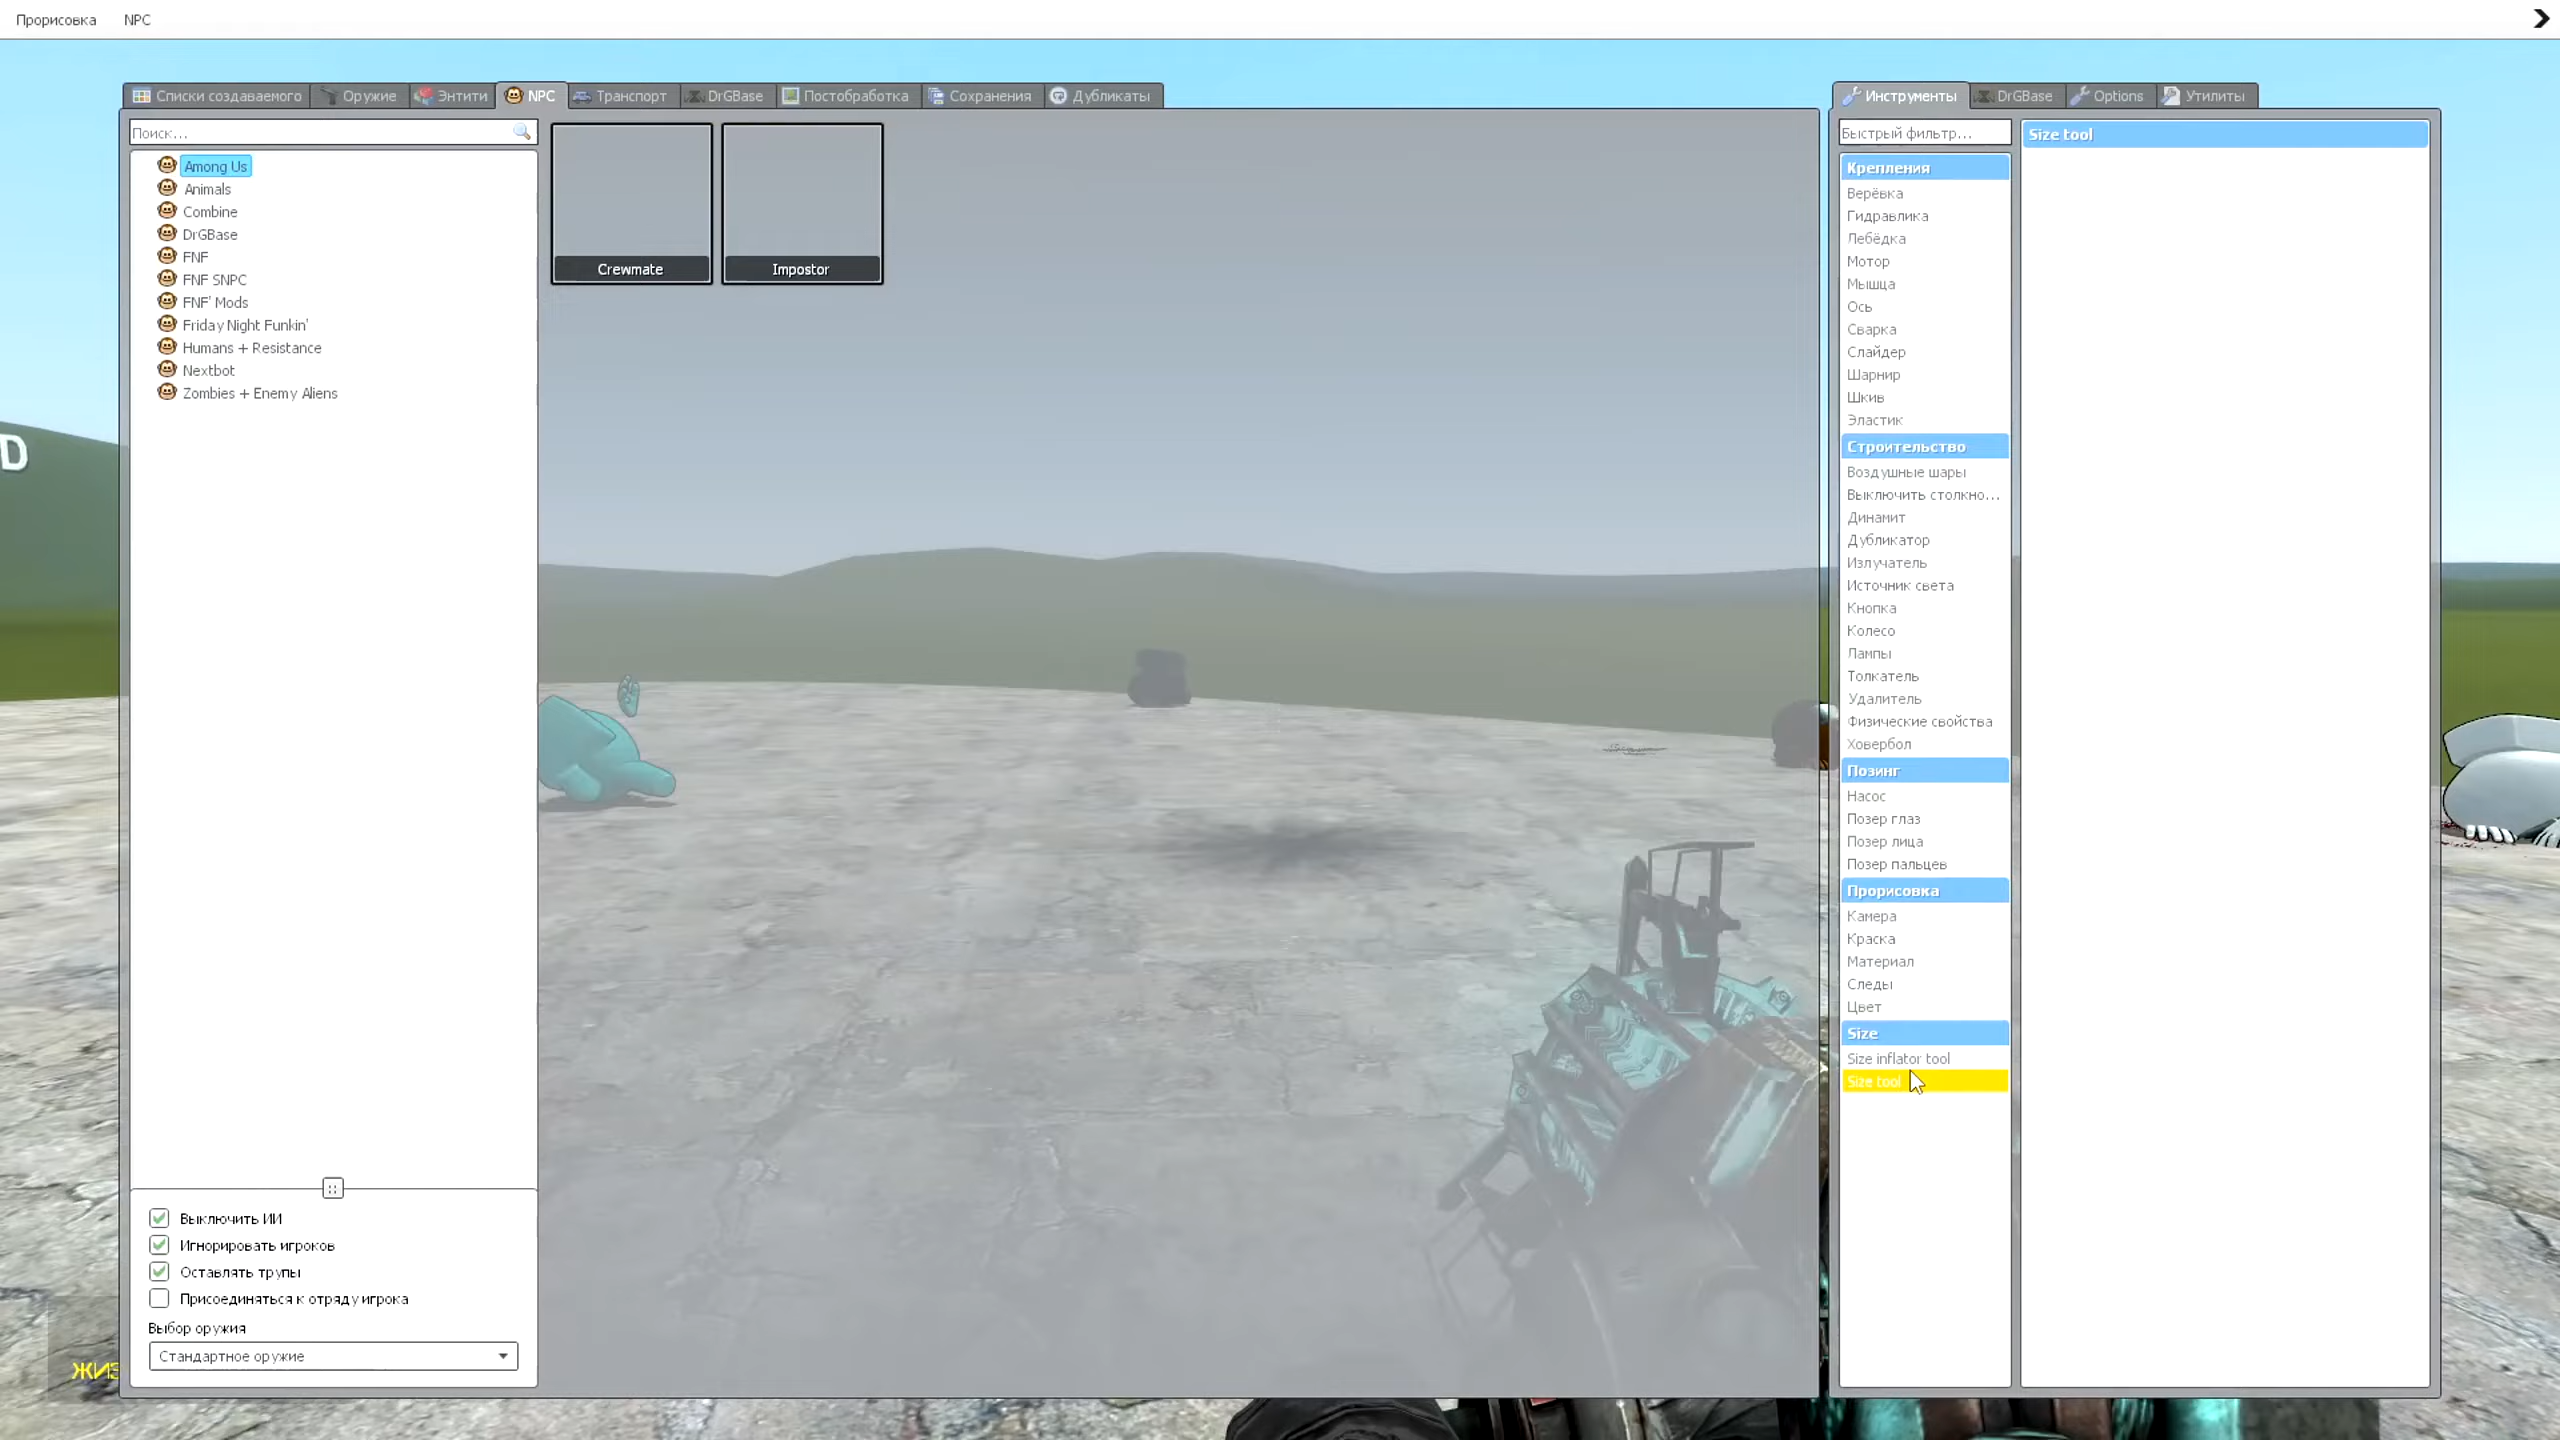 Прорисовка NPC
Списки создаваемого Оружие Энтити NPC Транспорт DrGBase Постобработка Сохранения Дубликаты
Поиск...
Among Us
Animals
Combine
DrGBase
FNF
FNF SNPC
FNF' Mods
Friday Night Funkin'
Humans + Resistance
Nextbot
Zombies + Enemy Aliens
Crewmate Impostor
D
Выключить ИИ
Игнорировать игроков
Оставлять трупы
Присоединяться к отряду игрока
Выбор оружия
Стандартное оружие
ЖИЗ
Инструменты DrGBase Options Утилиты
Быстрый фильтр...
Крепления
Верёвка
Гидравлика
Лебёдка
Мотор
Мышца
Ось
Сварка
Слайдер
Шарнир
Шкив
Эластик
Строительство
Воздушные шары
Выключить столкно...
Динамит
Дубликатор
Излучатель
Источник света
Кнопка
Колесо
Лампы
Толкатель
Удалитель
Физические свойства
Ховербол
Позинг
Насос
Позер глаз
Позер лица
Позер пальцев
Прорисовка
Камера
Краска
Материал
Следы
Цвет
Size
Size inflator tool
Size tool
Size tool